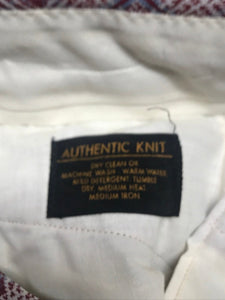 AUTHENTIC KNIT
DRY CLEAN OR
MACHINE WASH - WARM WATER
MILD DETERGENT. TUMBLE
DRY. MEDIUM HEAT
MEDIUM IRON